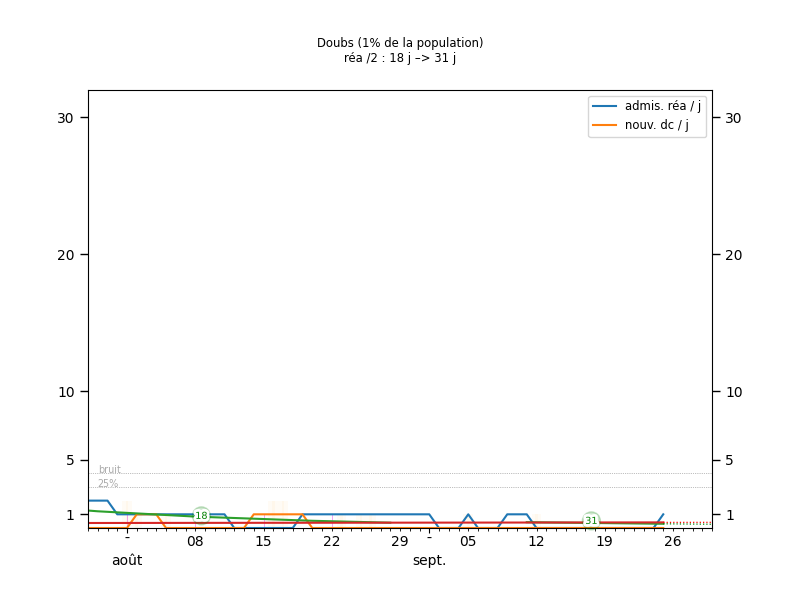 Doubs (1% de la population)
réa /2 : 18 j –> 31 j
admis. réa / j
nouv. dc / j
30 30
20 20
10 10
5 5
bruit
25%
1 1
18
31
- 08 15 22 29 - 05 12 19 26
août sept.